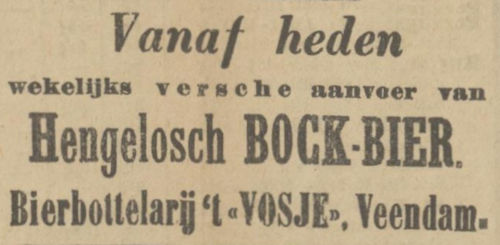 Vanaf heden
wekelijks versche aanvoer van
Hengelosch BOCK-BIER.
Bierbottelarij 't «VOSJE», Veendam.